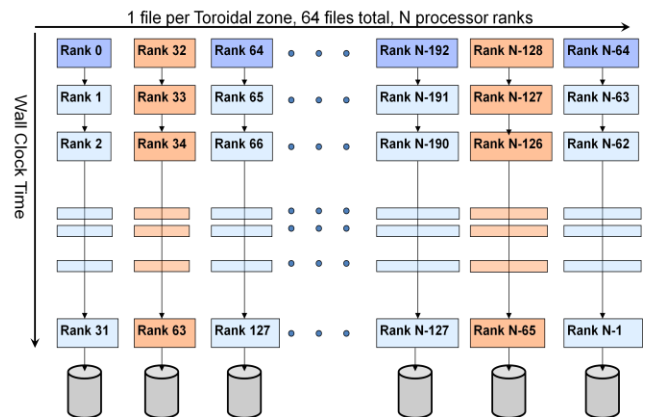 1 file per Toroidal zone, 64 files total, N processor ranks
Wall Clock Time
Rank 0 Rank 32 Rank 64 Rank N-192 Rank N-128 Rank N-64
Rank 1 Rank 33 Rank 65 Rank N-191 Rank N-127 Rank N-63
Rank 2 Rank 34 Rank 66 Rank N-190 Rank N-126 Rank N-62
Rank 31 Rank 63 Rank 127 Rank N-127 Rank N-65 Rank N-1